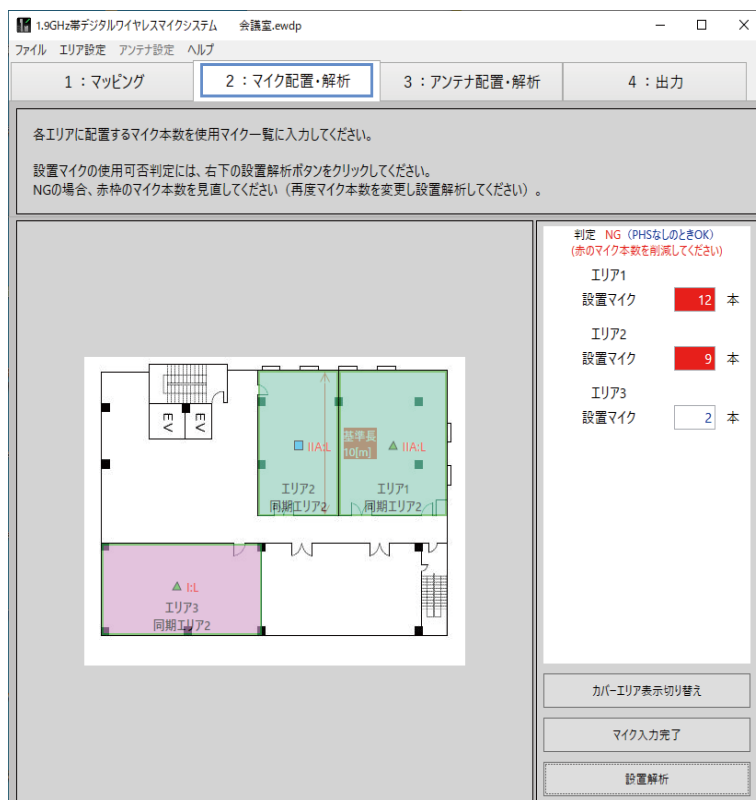 1.9GHz帯デジタルワイヤレスマイクシステム 会議室.ewdp
ファイル エリア設定 アンテナ設定 ヘルプ
1：マッピング 2：マイク配置・解析 3：アンテナ配置・解析 4：出力
各エリアに配置するマイク本数を使用マイク一覧に入力してください。
設置マイクの使用可否判定には、右下の設置解析ボタンをクリックしてください。
NGの場合、赤枠のマイク本数を見直してください（再度マイク本数を変更し設置解析してください）。
EV EV
基準長
10[m]
IIA:L
エリア2
同期エリア2
IIA:L
エリア1
同期エリア2
I:L
エリア3
同期エリア2
判定 NG（PHSなしのときOK）
(赤のマイク本数を削減してください)
エリア1
設置マイク 12 本
エリア2
設置マイク 9 本
エリア3
設置マイク 2 本
カバーエリア表示切り替え
マイク入力完了
設置解析